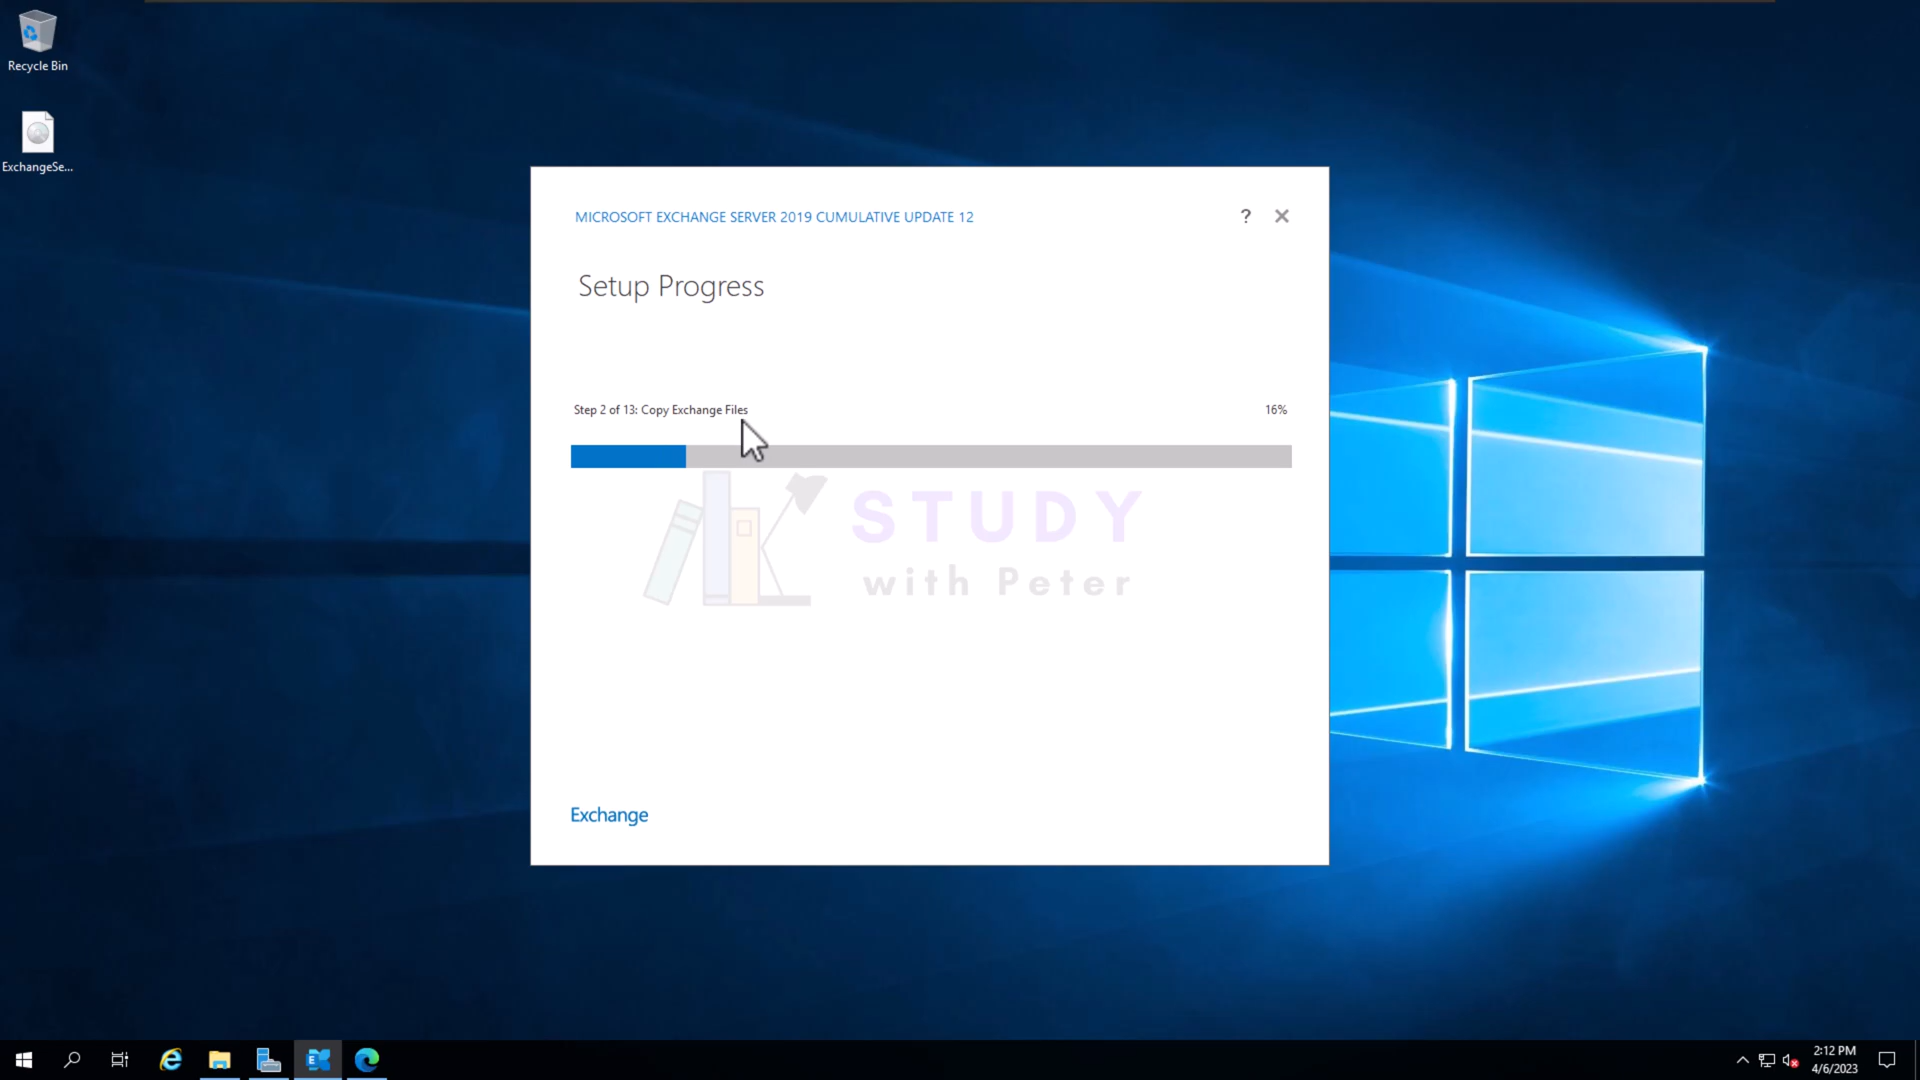 Recycle Bin
ExchangeSe...
MICROSOFT EXCHANGE SERVER 2019 CUMULATIVE UPDATE 12
?
Setup Progress
Step 2 of 13: Copy Exchange Files
16%
STUDY
with Peter
Exchange
2:12 PM
4/6/2023